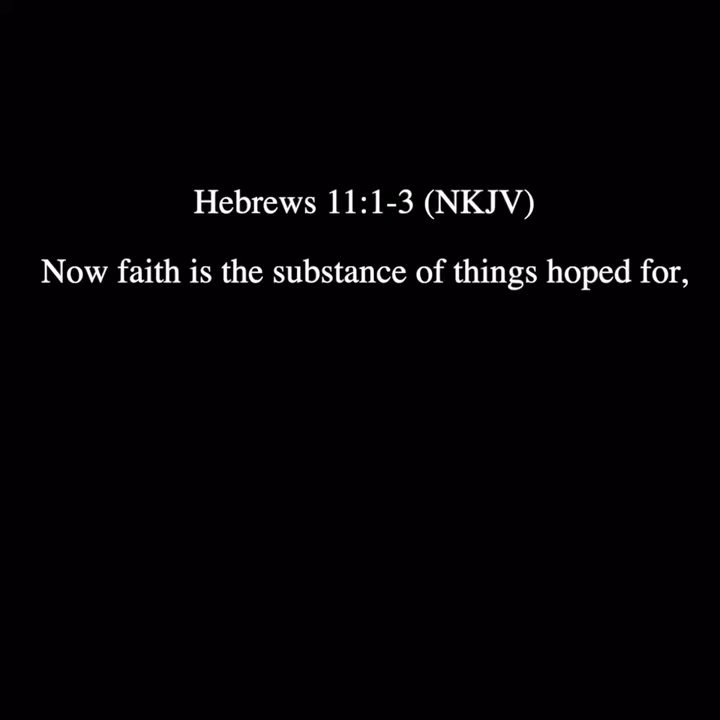 Hebrews 11:1-3 (NKJV)
Now faith is the substance of things hoped for,